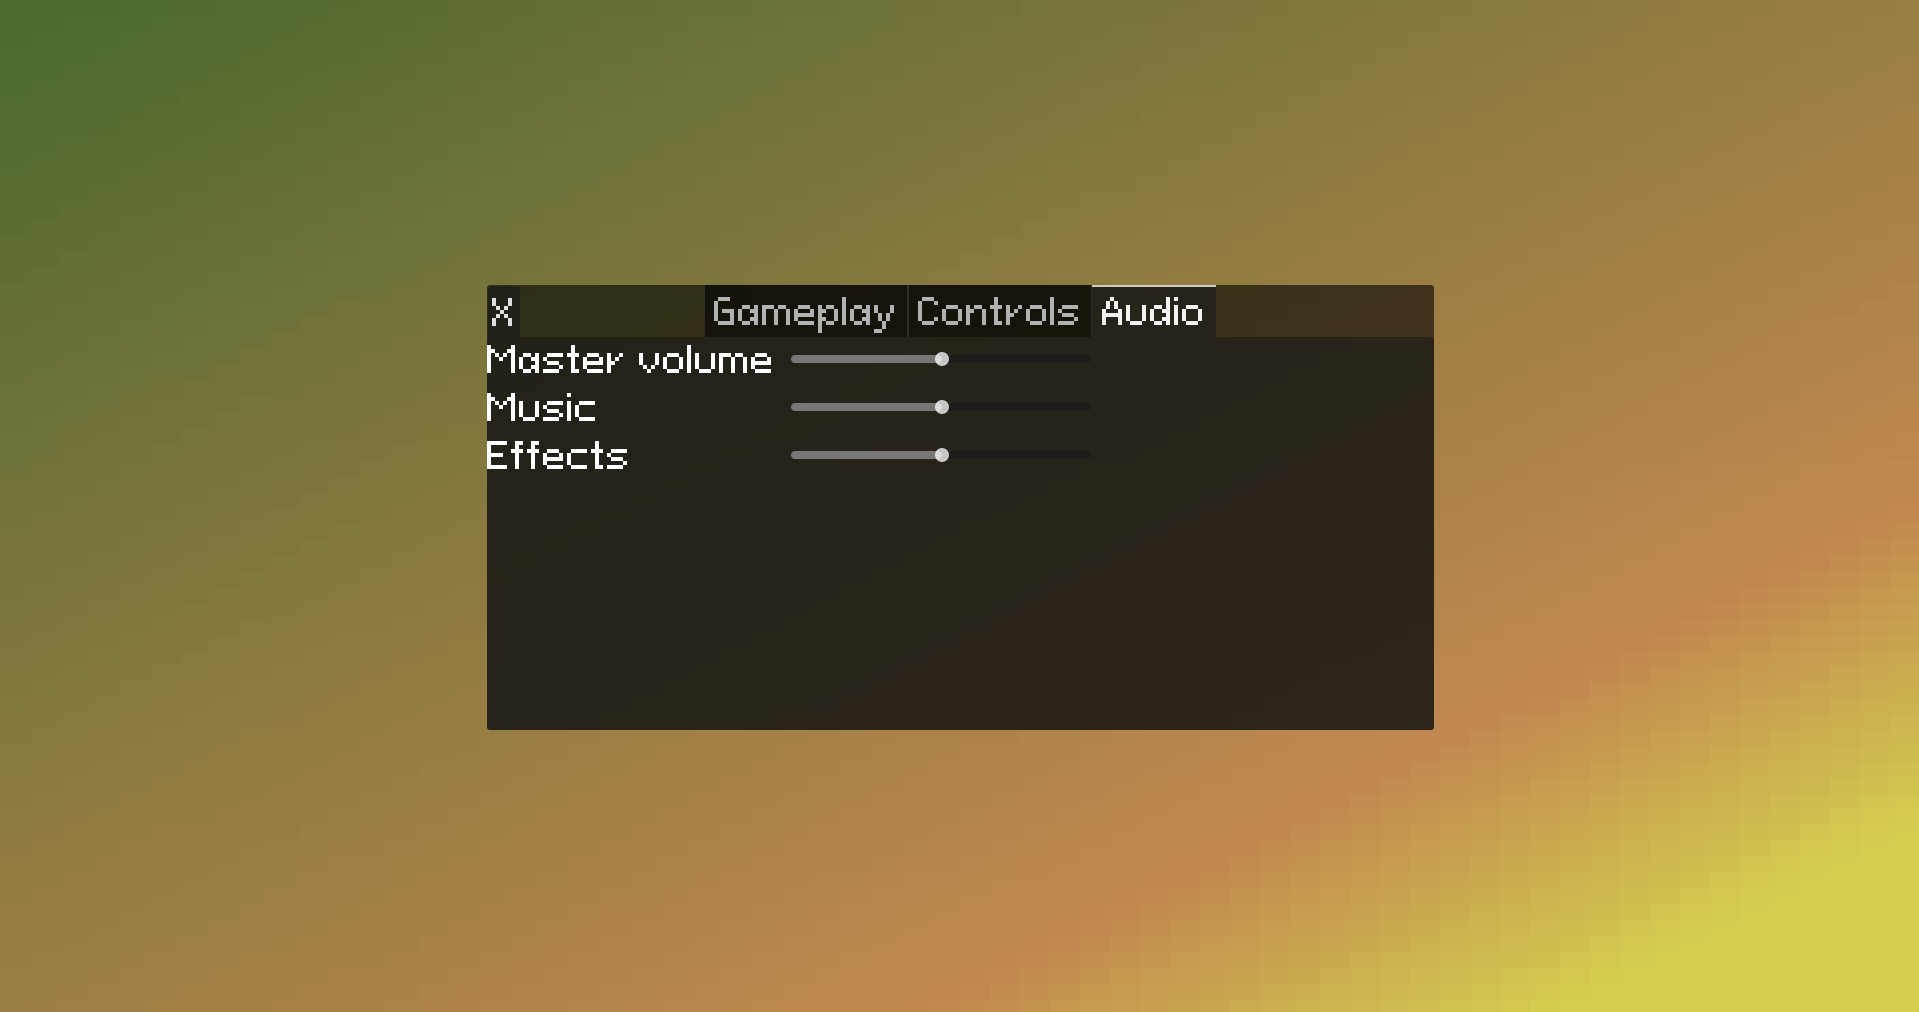 X Gameplay Controls Audio
Master volume
Music
Effects